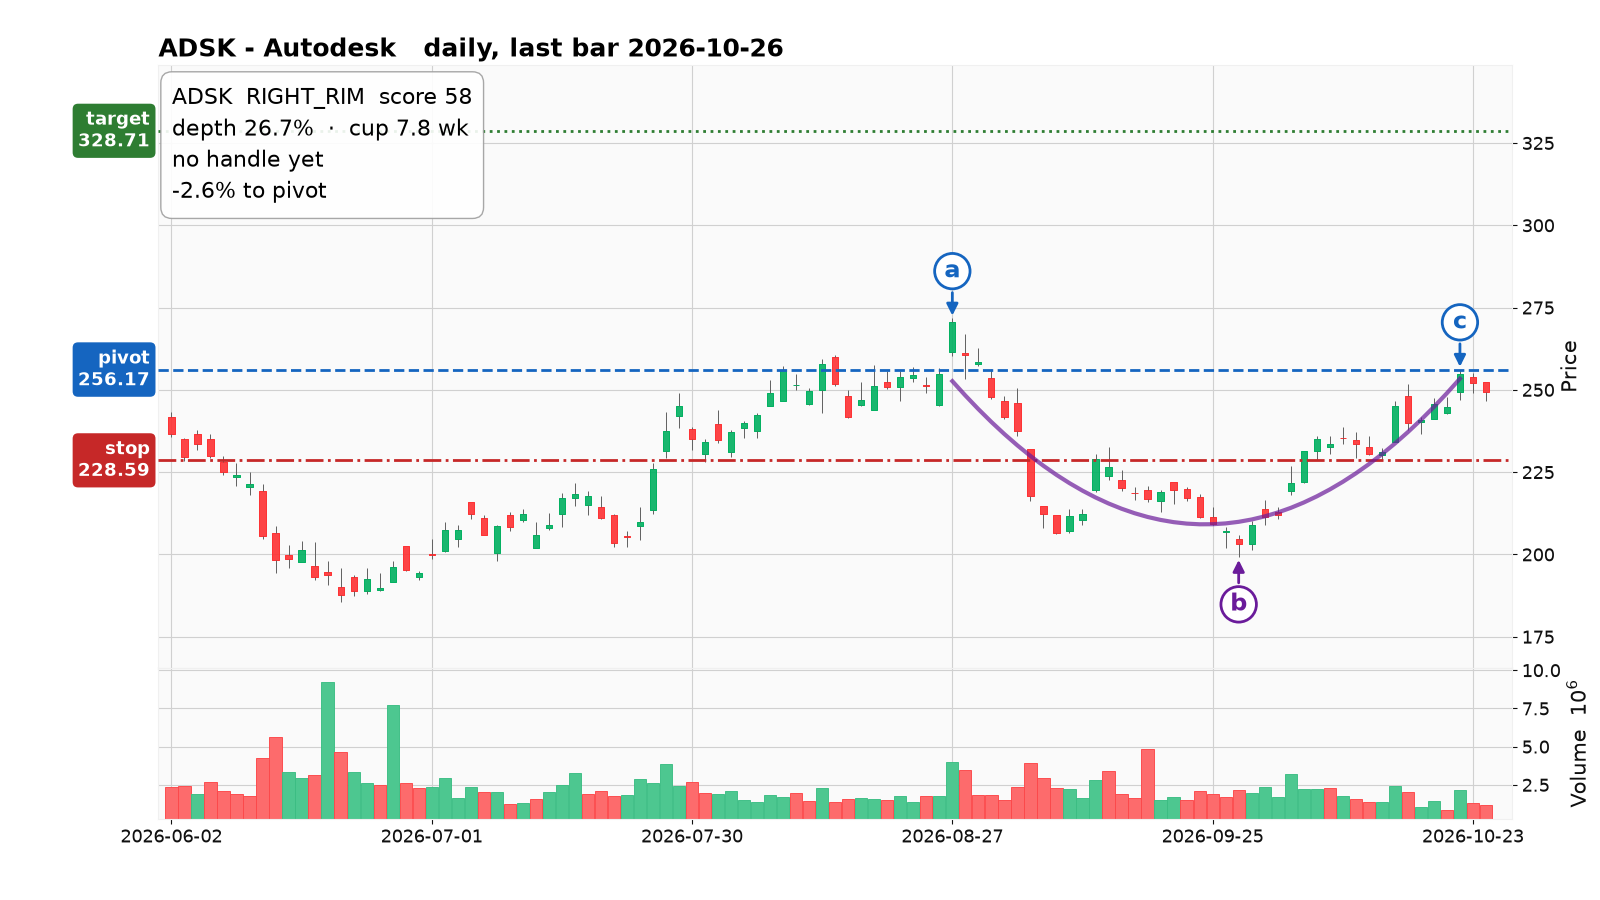 ADSK - Autodesk   daily, last bar 2026-10-26
ADSK  RIGHT_RIM  score 58
depth 26.7%  ·  cup 7.8 wk
no handle yet
-2.6% to pivot
target
328.71
pivot
256.17
stop
228.59
a
b
c
325
300
275
250
225
200
175
Price
10.0
7.5
5.0
2.5
Volume  10⁶
2026-06-02
2026-07-01
2026-07-30
2026-08-27
2026-09-25
2026-10-23